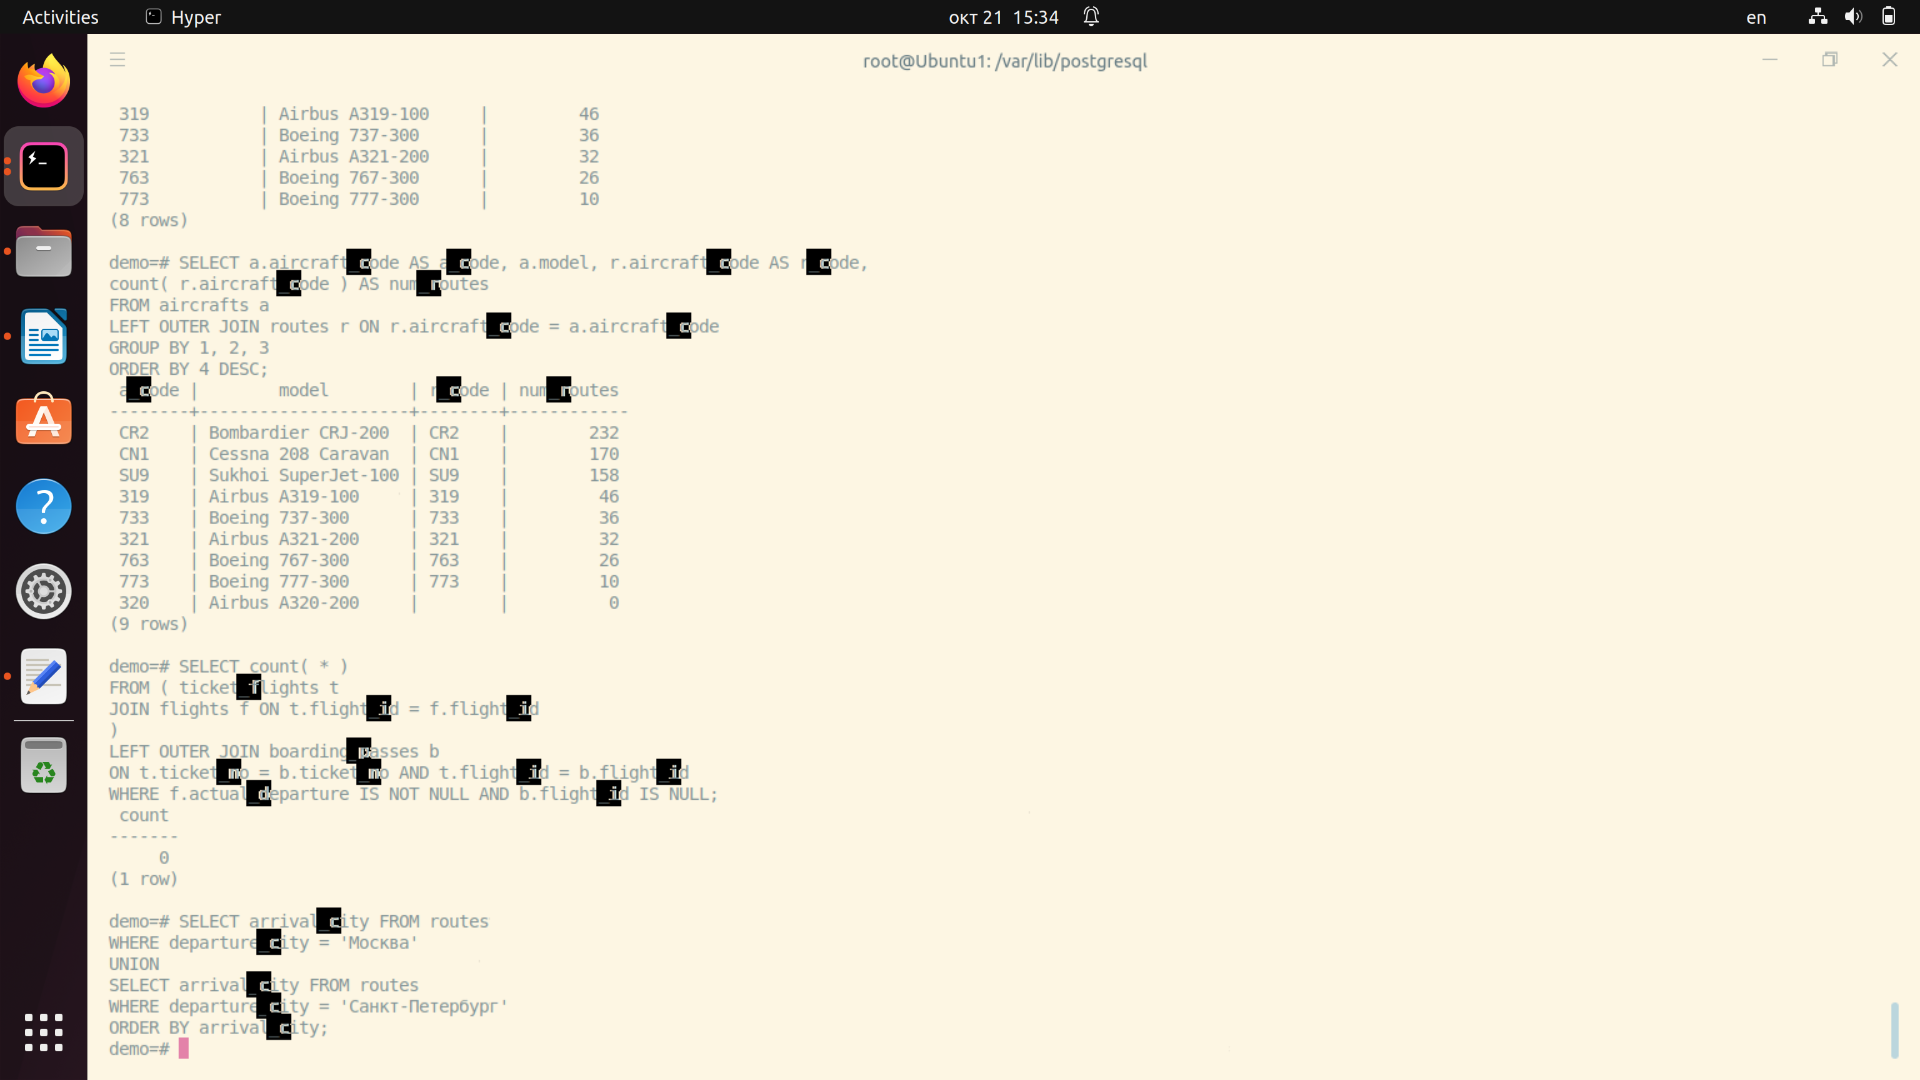 Activities Hyper окт 21 15:34 en
root@Ubuntu1: /var/lib/postgresql
319 | Airbus A319-100 | 46
733 | Boeing 737-300 | 36
321 | Airbus A321-200 | 32
763 | Boeing 767-300 | 26
773 | Boeing 777-300 | 10
(8 rows)
demo=# SELECT a.aircraft_code AS a_code, a.model, r.aircraft_code AS r_code,
count( r.aircraft_code ) AS num_routes
FROM aircrafts a
LEFT OUTER JOIN routes r ON r.aircraft_code = a.aircraft_code
GROUP BY 1, 2, 3
ORDER BY 4 DESC;
a_code | model | r_code | num_routes
--------+---------------------+--------+------------
CR2 | Bombardier CRJ-200 | CR2 | 232
CN1 | Cessna 208 Caravan | CN1 | 170
SU9 | Sukhoi SuperJet-100 | SU9 | 158
319 | Airbus A319-100 | 319 | 46
733 | Boeing 737-300 | 733 | 36
321 | Airbus A321-200 | 321 | 32
763 | Boeing 767-300 | 763 | 26
773 | Boeing 777-300 | 773 | 10
320 | Airbus A320-200 | | 0
(9 rows)
demo=# SELECT count( * )
FROM ( ticket_flights t
JOIN flights f ON t.flight_id = f.flight_id
)
LEFT OUTER JOIN boarding_passes b
ON t.ticket_no = b.ticket_no AND t.flight_id = b.flight_id
WHERE f.actual_departure IS NOT NULL AND b.flight_id IS NULL;
count
-------
0
(1 row)
demo=# SELECT arrival_city FROM routes
WHERE departure_city = 'Москва'
UNION
SELECT arrival_city FROM routes
WHERE departure_city = 'Санкт-Петербург'
ORDER BY arrival_city;
demo=#